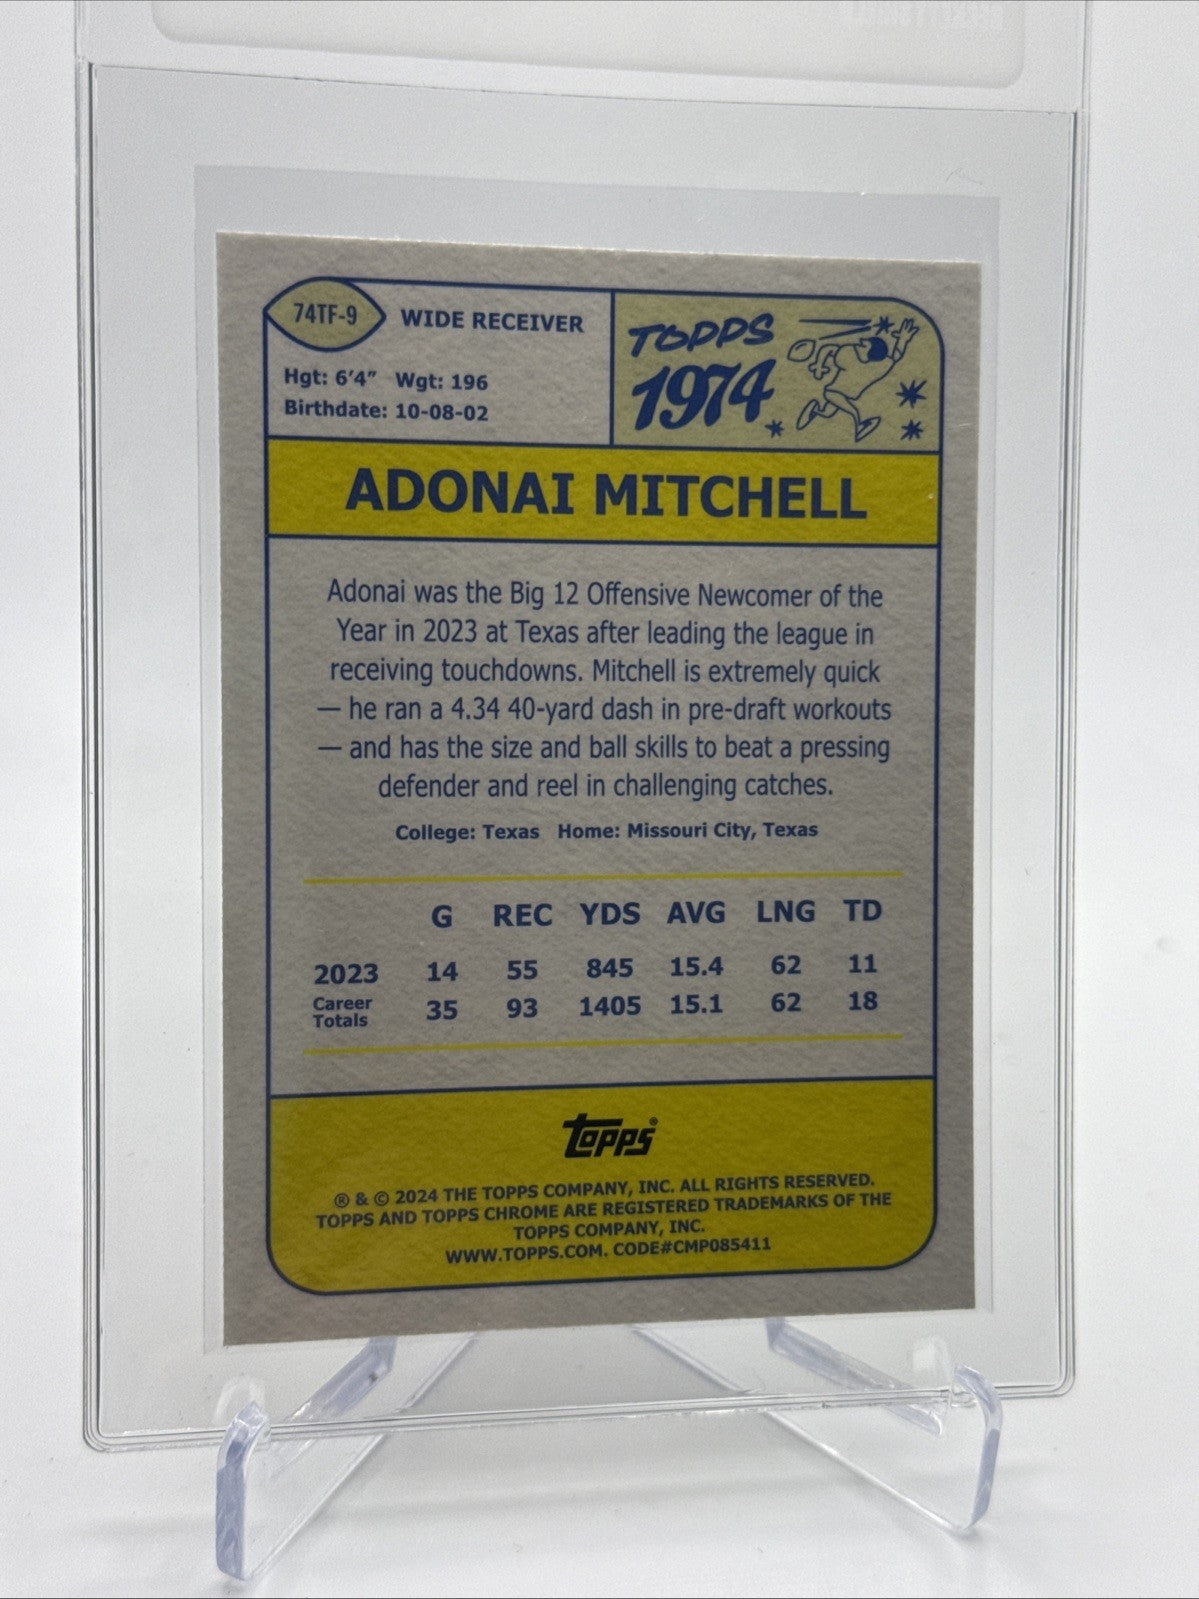 74TF-9
WIDE RECEIVER
Hgt: 6'4" Wgt: 196
Birthdate: 10-08-02
TOPPS
1974
ADONAI MITCHELL
Adonai was the Big 12 Offensive Newcomer of the
Year in 2023 at Texas after leading the league in
receiving touchdowns. Mitchell is extremely quick
— he ran a 4.34 40-yard dash in pre-draft workouts
— and has the size and ball skills to beat a pressing
defender and reel in challenging catches.
College: Texas Home: Missouri City, Texas
G REC YDS AVG LNG TD
2023 14 55 845 15.4 62 11
Career
Totals 35 93 1405 15.1 62 18
topps®
® & © 2024 THE TOPPS COMPANY, INC. ALL RIGHTS RESERVED.
TOPPS AND TOPPS CHROME ARE REGISTERED TRADEMARKS OF THE
TOPPS COMPANY, INC.
WWW.TOPPS.COM. CODE#CMP085411